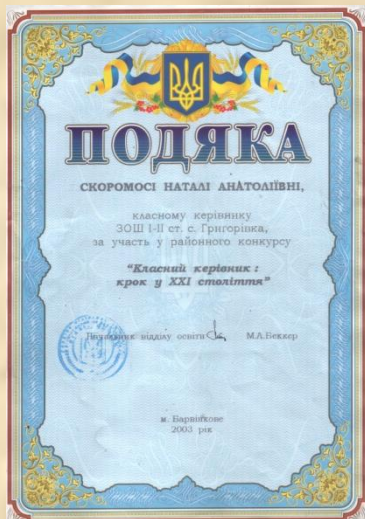 ПОДЯКА
СКОРОМОСІ НАТАЛІ АНАТОЛІЇВНІ,
класному керівнику
ЗОШ І-ІІ ст. с. Григорівка,
за участь у районного конкурсу
"Класний керівник :
крок у ХХІ століття"
Начальник відділу освіти М.А.Беккер
м. Барвінкове
2003 рік